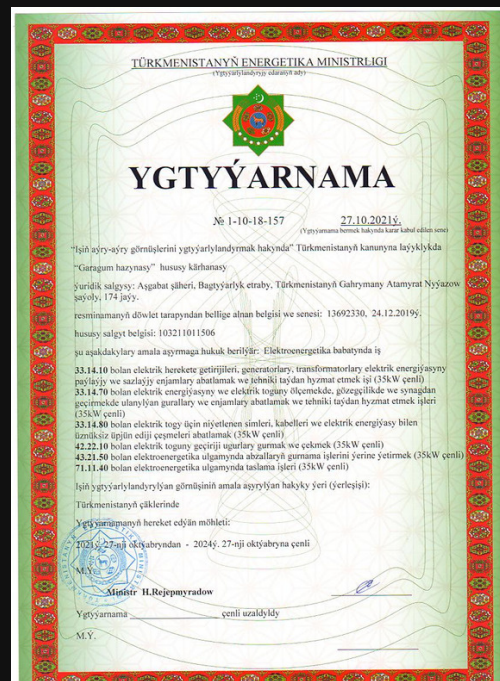 TÜRKMENISTANYŇ ENERGETIKA MINISTRLIGI
(Ygtyýarlylandyryjy edaranyň ady)
YGTYÝARNAMA
№ 1-10-18-157 27.10.2021ý.
(Ygtyýarnama bermek hakynda karar kabul edilen sene)
"Işiň aýry-aýry görnüşlerini ygtyýarlylandyrmak hakynda" Türkmenistanyň kanunyna laýyklykda
"Garagum hazynasy" hususy kärhanasy
ýuridik salgysy: Aşgabat şäheri, Bagtyýarlyk etraby, Türkmenistanyň Gahrymany Atamyrat Nyýazow
şaýoly, 174 jaýy.
resminamanyň döwlet tarapyndan bellige alnan belgisi we senesi: 13692330, 24.12.2019ý.
hususy salgyt belgisi: 103211011506
şu aşakdakylary amala aşyrmaga hukuk berilýär: Elektroenergetika babatynda iş
33.14.10 bolan elektrik herekete getirijileri, generatorlary, transformatorlary elektrik energiýasyny
paýlaýjy we sazlaýjy enjamlary abatlamak we tehniki taýdan hyzmat etmek işi (35kW çenli)
33.14.70 bolan elektrik energiýasyny we elektrik togany ölçemekde, gözegçilikde we synagdan
geçirmekde ulanylýan gurallary we enjamlary abatlamak we tehniki taýdan hyzmat etmek işleri
(35kW çenli)
33.14.80 bolan elektrik togy üçin niýetlenen simleri, kabelleri we elektrik energiýasy bilen
üznüksiz üpjün ediji çeşmeleri abatlamak (35kW çenli)
42.22.10 bolan elektrik toguny geçiriji ugurlary gurmak we çekmek (35kW çenli)
43.21.50 bolan elektroenergetika ulgamynda abzallaryň gurnama işlerini ýerine ýetirmek (35kW çenli)
71.11.40 bolan elektroenergetika ulgamynda taslama işleri (35kW çenli)
Işiň ygtyýarlylandyrylýan görnüşiniň amala aşyrylýan hakyky ýeri (ýerleşişi):
Türkmenistanyň çäklerinde
Ygtyýarnamanyň hereket edýän möhleti:
2021ý. 27-nji oktýabryndan - 2024ý. 27-nji oktýabryna çenli
M.Ý.
Ministr H.Rejepmyradow
Ygtyýarnama çenli uzaldyldy
M.Ý.